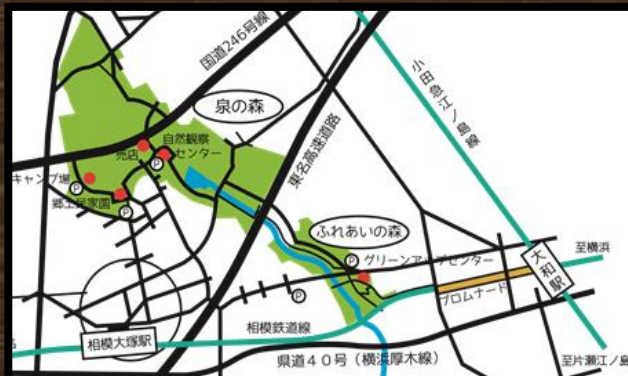 国道246号線
小田急江ノ島線
泉の森
自然観察
センター
売店
P
東名高速道路
キャンプ場
P
郷土民家園
P
ふれあいの森
P
グリーンアップセンター
P
至横浜
大和駅
プロムナード
相模鉄道線
相模大塚駅
県道40号(横浜厚木線)
至片瀬江ノ島